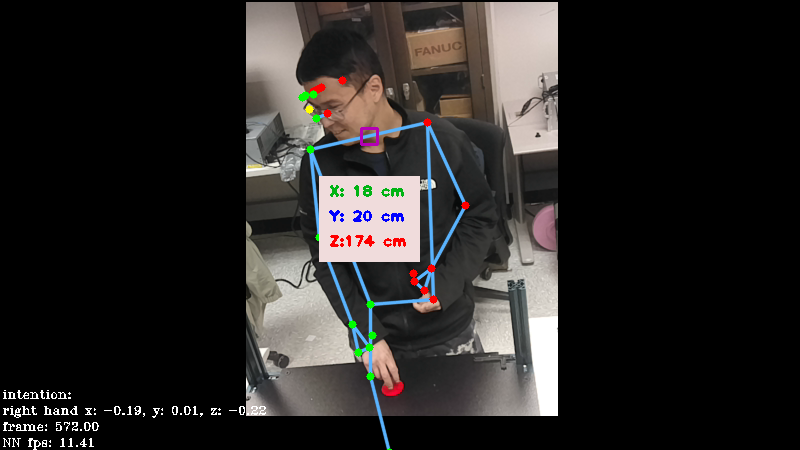 FANUC
X: 18 cm
Y: 20 cm
Z:174 cm
intention:
right hand x: −0.19, y: 0.01, z: −0.22
frame: 572.00
NN fps: 11.41